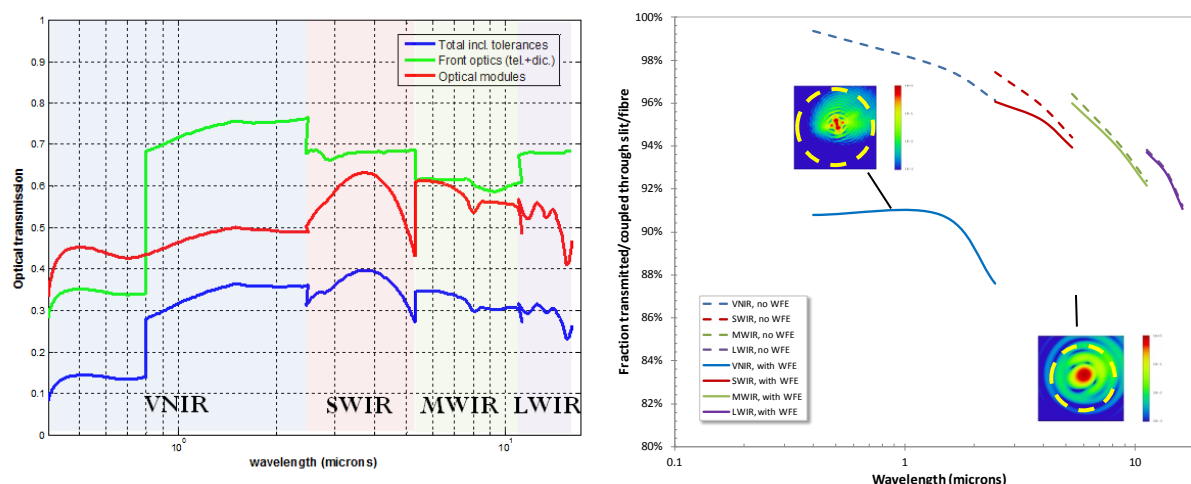 1
0.9
0.8
0.7
0.6
0.5
0.4
0.3
0.2
0.1
0
Optical transmission
Total incl. tolerances
Front optics (tel.+dic.)
Optical modules
VNIR
SWIR
MWIR
LWIR
10⁰
10¹
wavelength (microns)
100%
98%
96%
94%
92%
90%
88%
86%
84%
82%
80%
Fraction transmitted/coupled through slit/fibre
VNIR, no WFE
SWIR, no WFE
MWIR, no WFE
LWIR, no WFE
VNIR, with WFE
SWIR, with WFE
MWIR, with WFE
LWIR, with WFE
0.1
1
10
Wavelength (microns)